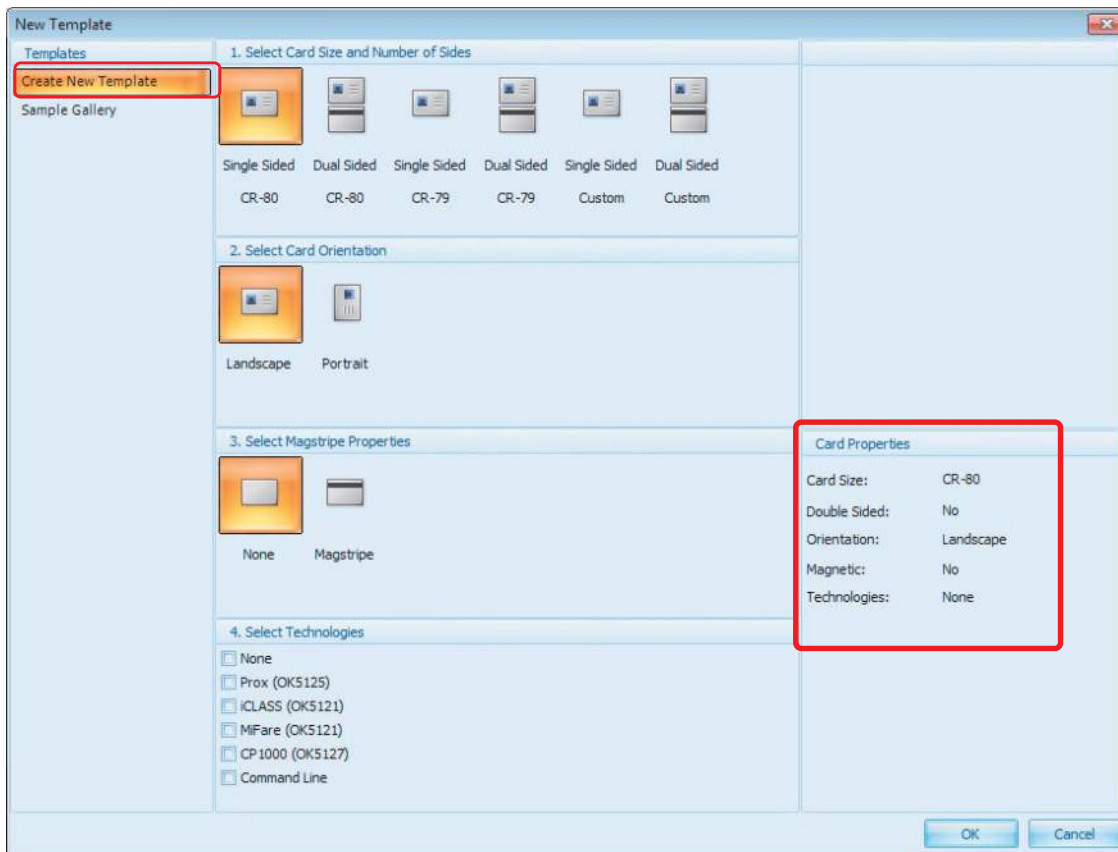 New Template
Templates
Create New Template
Sample Gallery
1. Select Card Size and Number of Sides
Single Sided Dual Sided Single Sided Dual Sided Single Sided Dual Sided
CR-80 CR-80 CR-79 CR-79 Custom Custom
2. Select Card Orientation
Landscape Portrait
3. Select Magstripe Properties
None Magstripe
4. Select Technologies
None
Prox (OK5125)
iCLASS (OK5121)
MiFare (OK5121)
CP1000 (OK5127)
Command Line
Card Properties
Card Size: CR-80
Double Sided: No
Orientation: Landscape
Magnetic: No
Technologies: None
OK Cancel